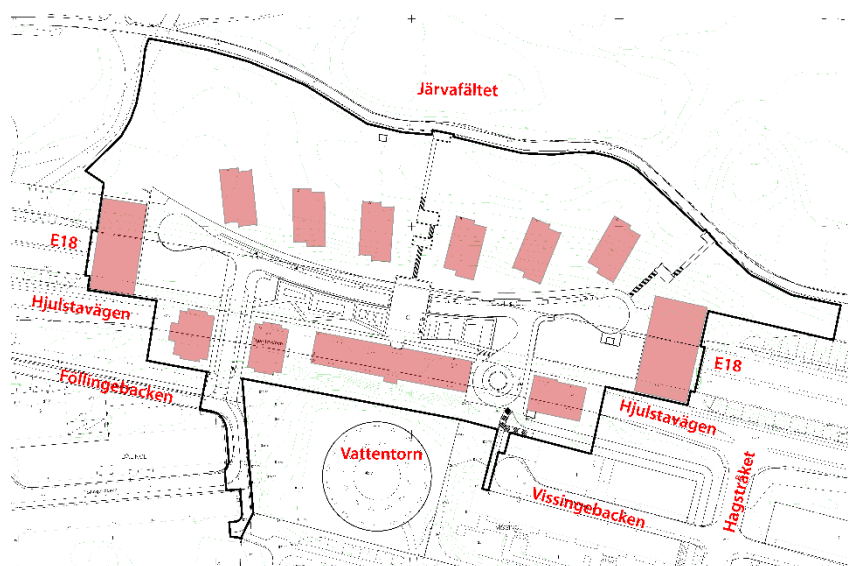 Järvafältet
E18
Hjulstavägen
E18
Föllingebacken
Hjulstavägen
Vattentorn
Vissingebacken
Hagstråket